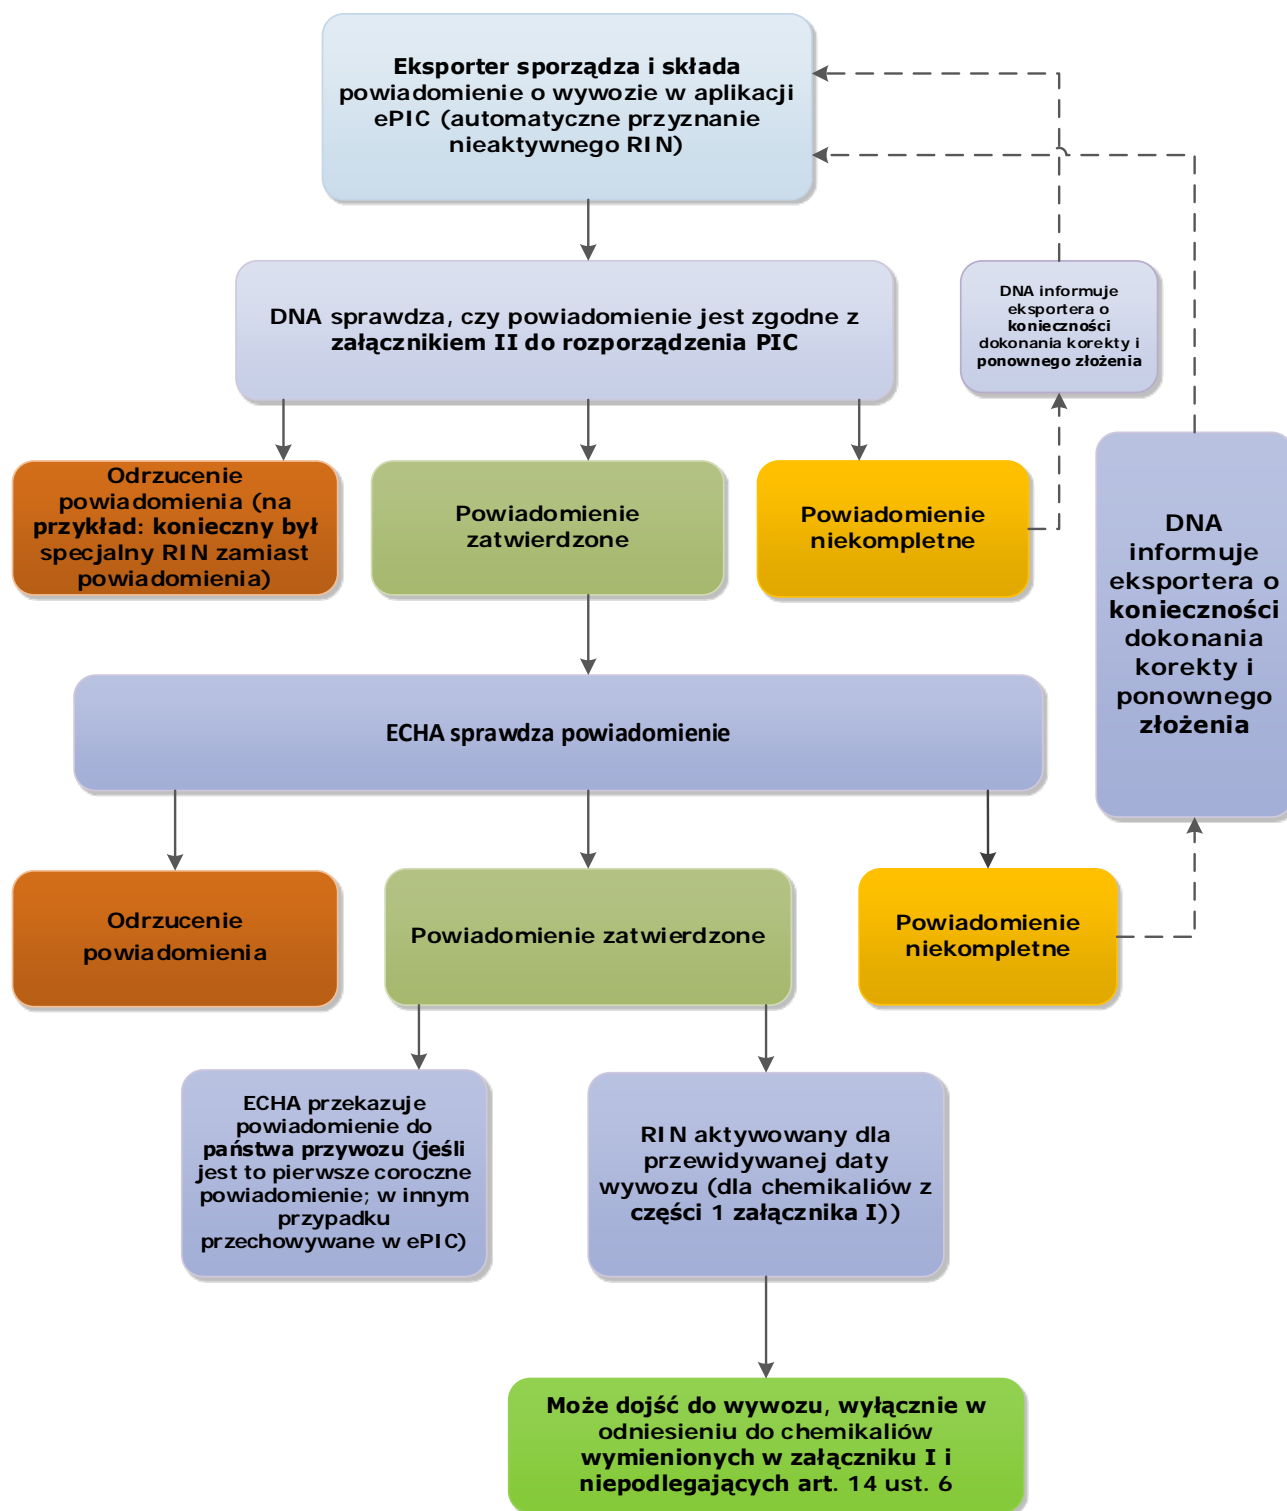 Eksporter sporządza i składa
powiadomienie o wywozie w aplikacji
ePIC (automatyczne przyznanie
nieaktywnego RIN)
DNA sprawdza, czy powiadomienie jest zgodne z
załącznikiem II do rozporządzenia PIC
DNA informuje
eksportera o
konieczności
dokonania korekty i
ponownego złożenia
Odrzucenie
powiadomienia (na
przykład: konieczny był
specjalny RIN zamiast
powiadomienia)
Powiadomienie
zatwierdzone
Powiadomienie
niekompletne
DNA
informuje
eksportera o
konieczności
dokonania
korekty i
ponownego
złożenia
ECHA sprawdza powiadomienie
Odrzucenie
powiadomienia
Powiadomienie zatwierdzone
Powiadomienie
niekompletne
ECHA przekazuje
powiadomienie do
państwa przywozu (jeśli
jest to pierwsze coroczne
powiadomienie; w innym
przypadku
przechowywane w ePIC)
RIN aktywowany dla
przewidywanej daty
wywozu (dla chemikaliów z
części 1 załącznika I))
Może dojść do wywozu, wyłącznie w
odniesieniu do chemikaliów
wymienionych w załączniku I i
niepodlegających art. 14 ust. 6